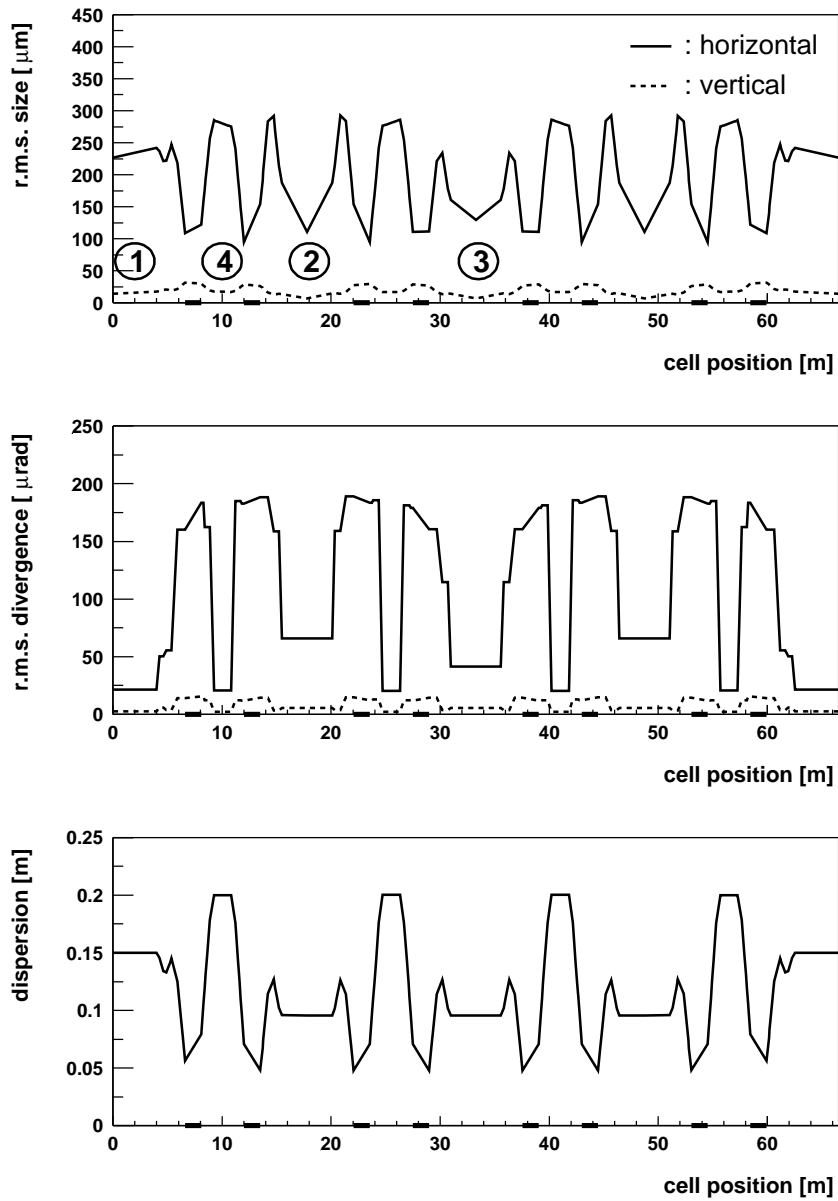 r.m.s. size [ μm]
450
400
350
300
250
200
150
100
50
0
: horizontal
: vertical
1 4 2 3
0 10 20 30 40 50 60
cell position [m]
r.m.s. divergence [ μrad]
250
200
150
100
50
0
0 10 20 30 40 50 60
cell position [m]
dispersion [m]
0.25
0.2
0.15
0.1
0.05
0
0 10 20 30 40 50 60
cell position [m]